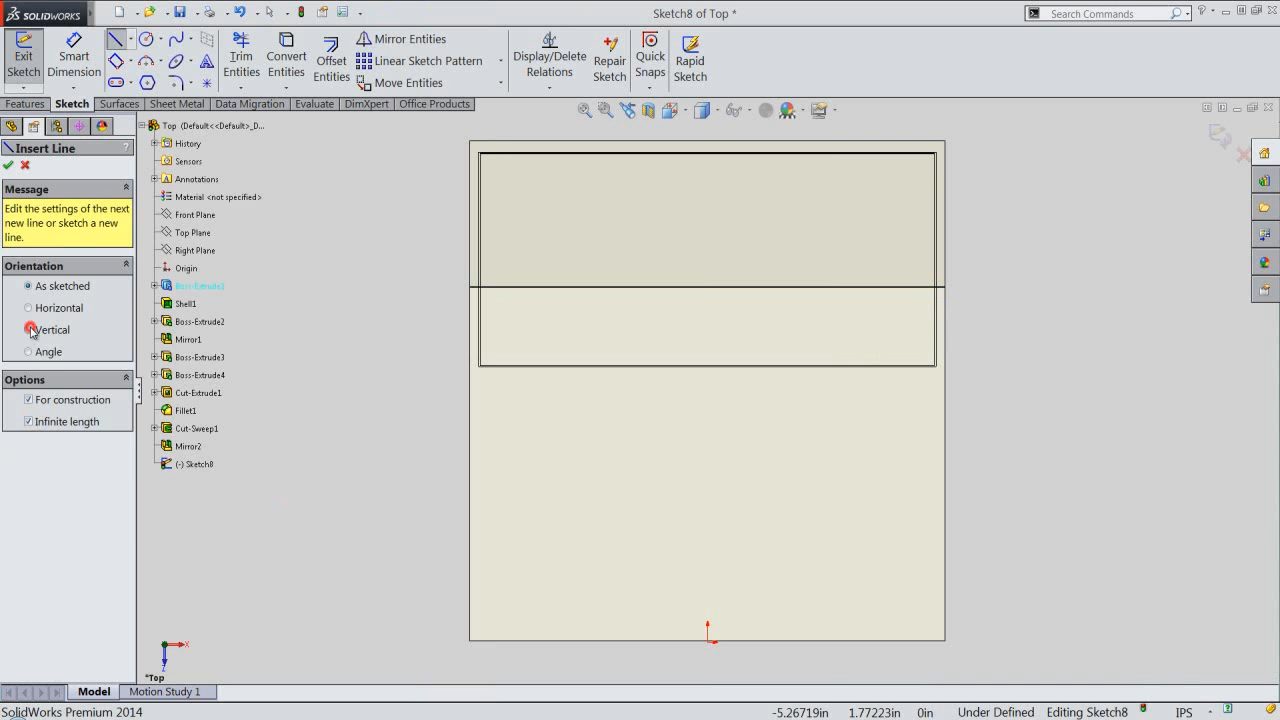 SOLIDWORKS
Sketch8 of Top *
Search Commands
Exit Sketch
Smart Dimension
Trim Entities
Convert Entities
Offset Entities
Mirror Entities
Linear Sketch Pattern
Move Entities
Display/Delete Relations
Repair Sketch
Quick Snaps
Rapid Sketch
Features
Sketch
Surfaces
Sheet Metal
Data Migration
Evaluate
DimXpert
Office Products
Insert Line
?
Message
Edit the settings of the next
new line or sketch a new
line.
Orientation
As sketched
Horizontal
Vertical
Angle
Options
For construction
Infinite length
Top (Default<<Default>_D...
History
Sensors
Annotations
Material <not specified>
Front Plane
Top Plane
Right Plane
Origin
Boss-Extrude1
Shell1
Boss-Extrude2
Mirror1
Boss-Extrude3
Boss-Extrude4
Cut-Extrude1
Fillet1
Cut-Sweep1
Mirror2
(-) Sketch8
X
Z
*Top
Model
Motion Study 1
SolidWorks Premium 2014
-5.26719in
1.77223in
0in
Under Defined
Editing Sketch8
IPS